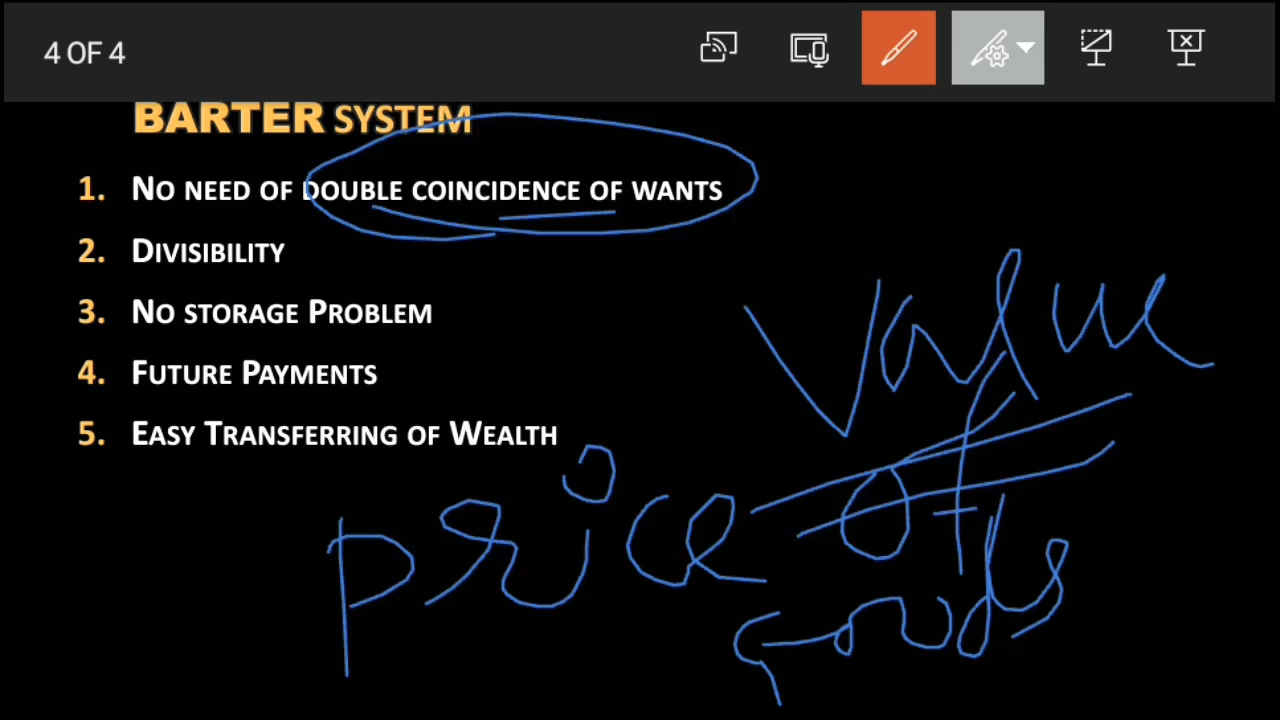 4 OF 4
BARTER SYSTEM
1. NO NEED OF DOUBLE COINCIDENCE OF WANTS
2. DIVISIBILITY
3. NO STORAGE PROBLEM
4. FUTURE PAYMENTS
5. EASY TRANSFERRING OF WEALTH
Value
of
price
goods